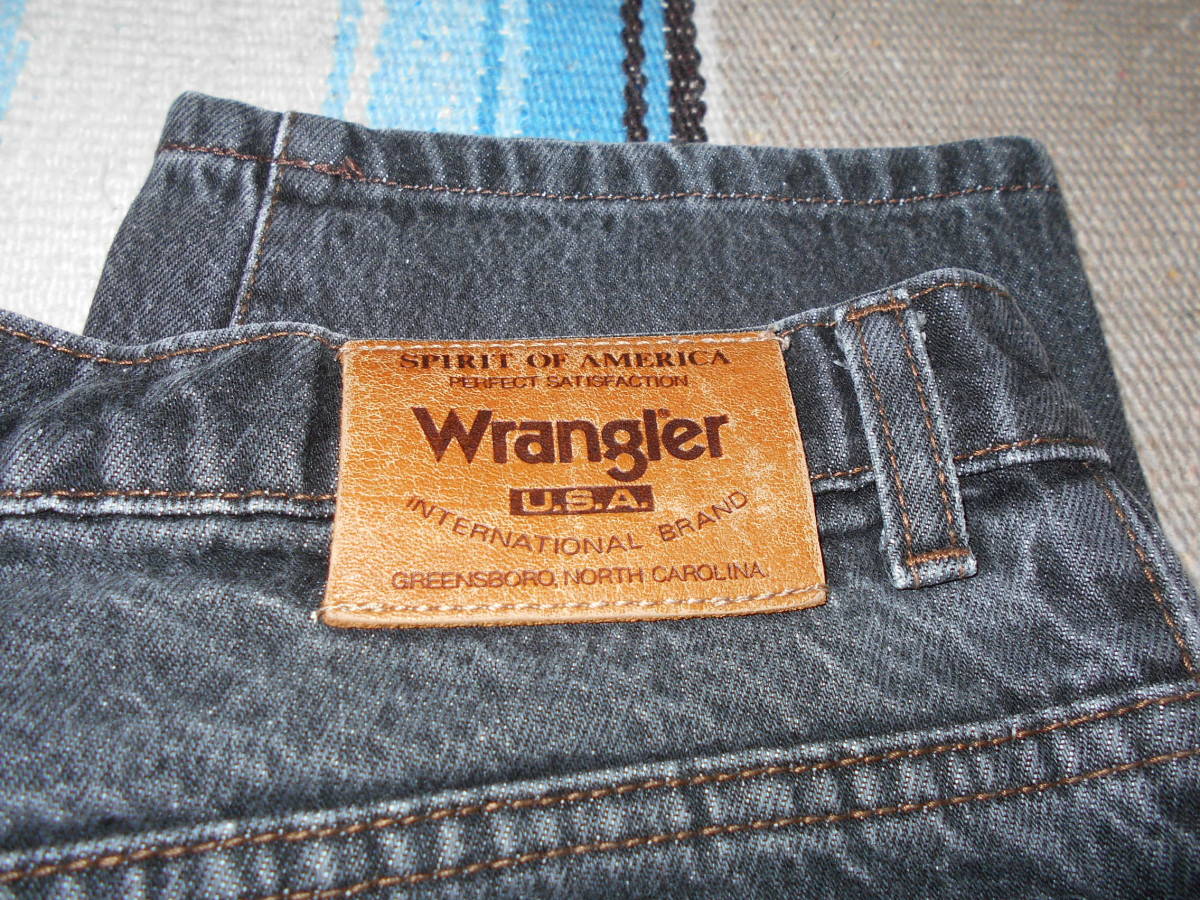 SPIRIT OF AMERICA
PERFECT SATISFACTION
Wrangler
U.S.A.
INTERNATIONAL BRAND
GREENSBORO, NORTH CAROLINA